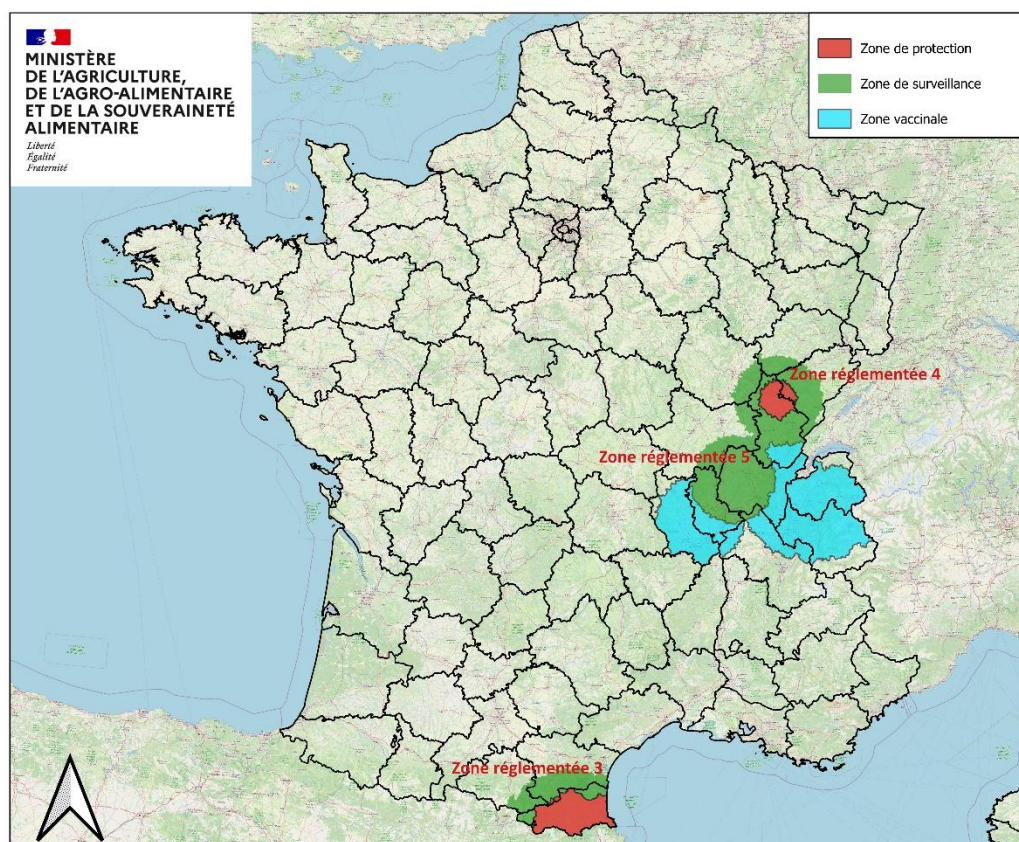 MINISTÈRE
DE L'AGRICULTURE,
DE L'AGRO-ALIMENTAIRE
ET DE LA SOUVERAINETÉ
ALIMENTAIRE
Liberté
Égalité
Fraternité
Zone de protection
Zone de surveillance
Zone vaccinale
Zone réglementée 4
Zone réglementée 5
Zone réglementée 3